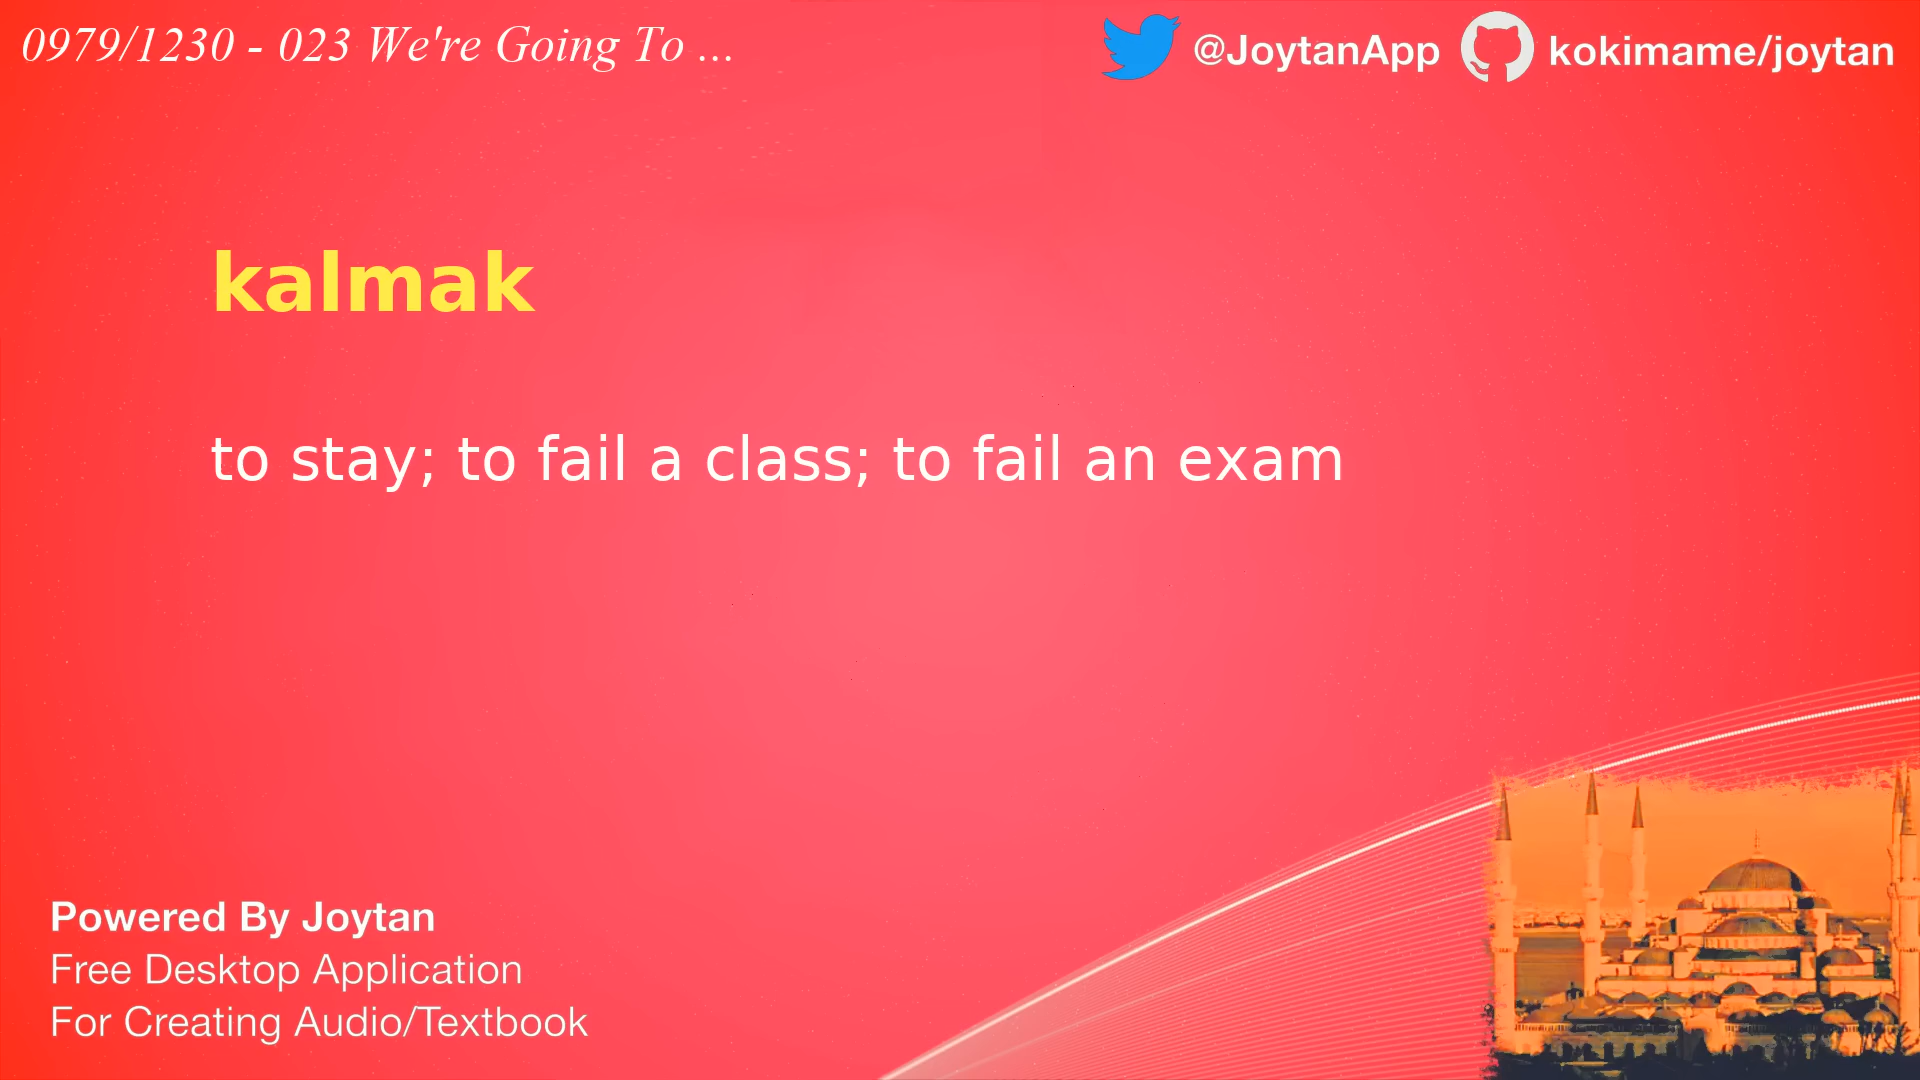 0979/1230 - 023 We're Going To ...
@JoytanApp
kokimame/joytan
kalmak
to stay; to fail a class; to fail an exam
Powered By Joytan
Free Desktop Application
For Creating Audio/Textbook